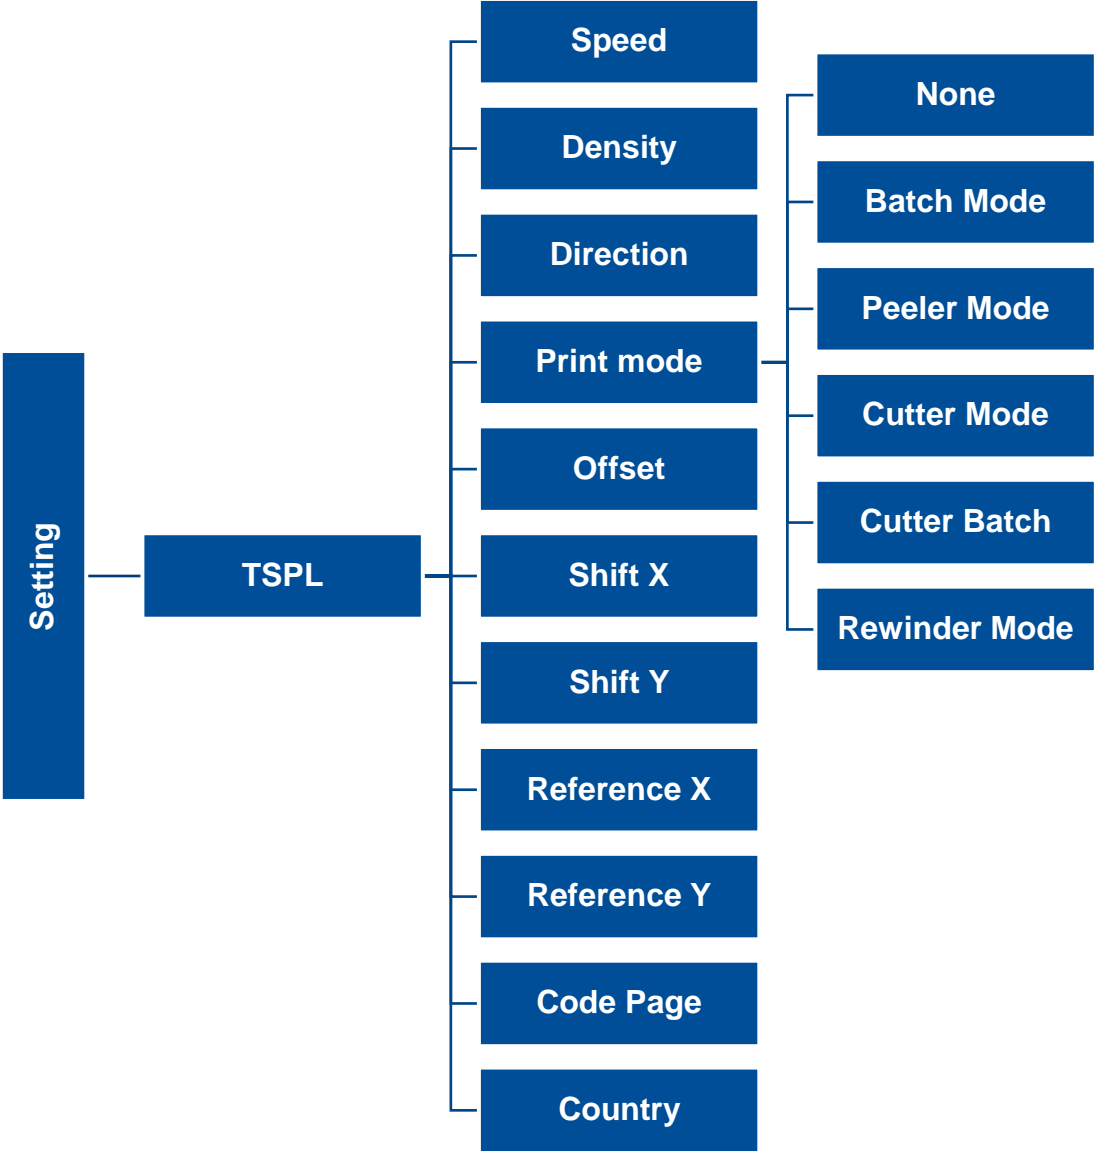 Setting
TSPL
Speed
Density
Direction
Print mode
Offset
Shift X
Shift Y
Reference X
Reference Y
Code Page
Country
None
Batch Mode
Peeler Mode
Cutter Mode
Cutter Batch
Rewinder Mode